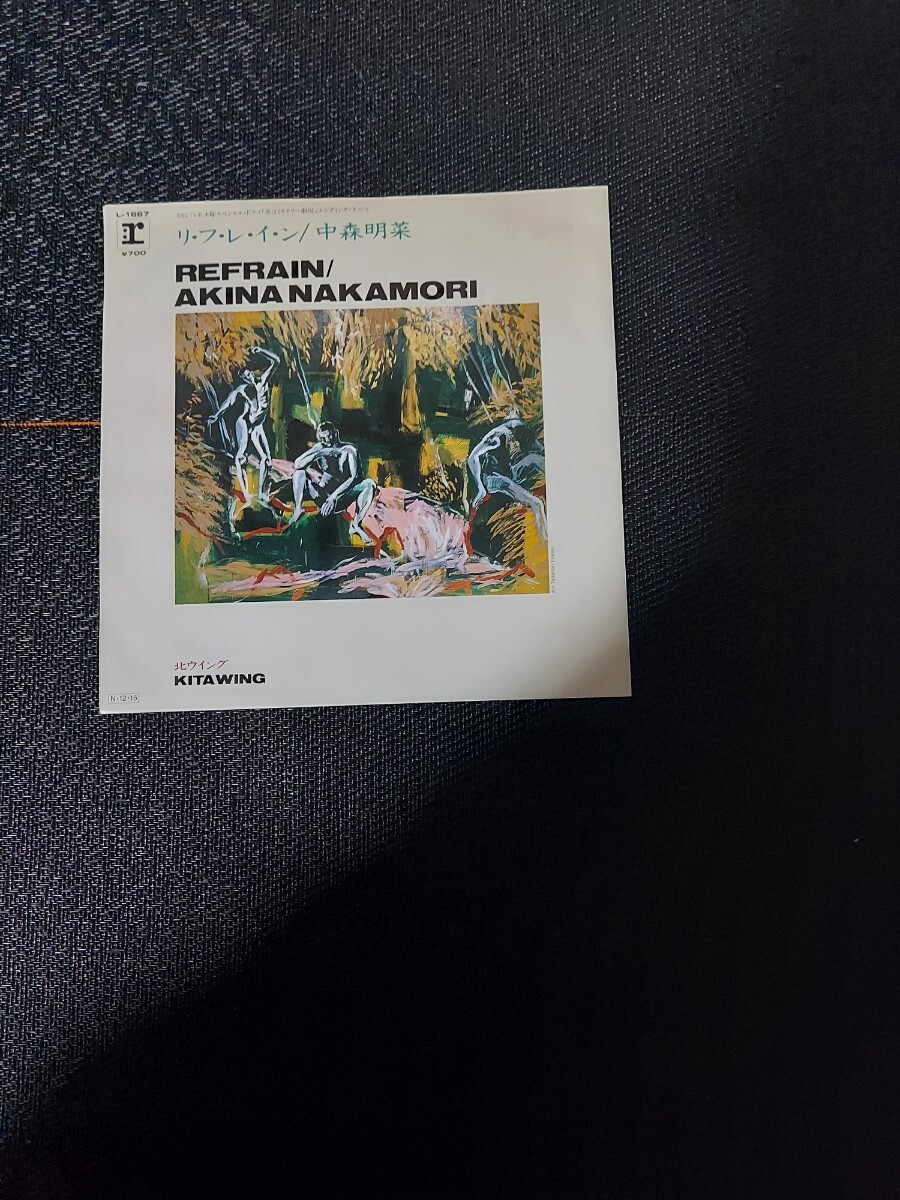 L-1667
r
¥700
リ・フ・レ・イ・ン/中森明菜
REFRAIN/
AKINA NAKAMORI
北ウイング
KITAWING
N・12・15